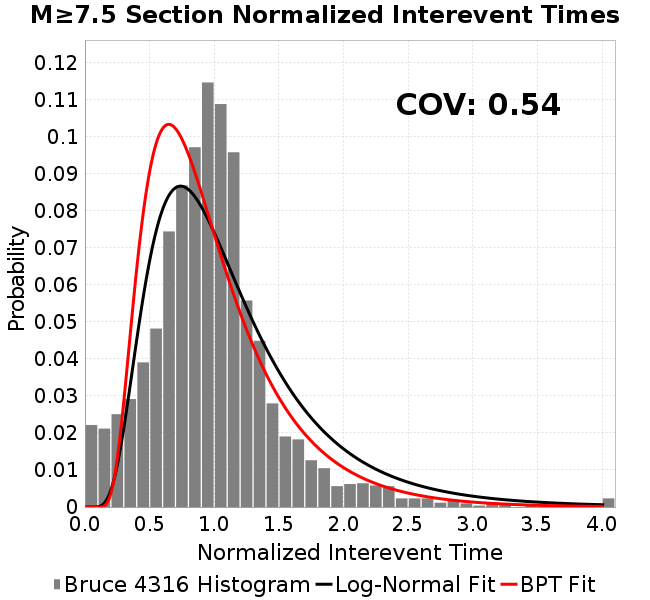 M≥7.5 Section Normalized Interevent Times
COV: 0.54
Probability
0.12
0.11
0.1
0.09
0.08
0.07
0.06
0.05
0.04
0.03
0.02
0.01
0
0.0 0.5 1.0 1.5 2.0 2.5 3.0 3.5 4.0
Normalized Interevent Time
Bruce 4316 Histogram Log-Normal Fit BPT Fit